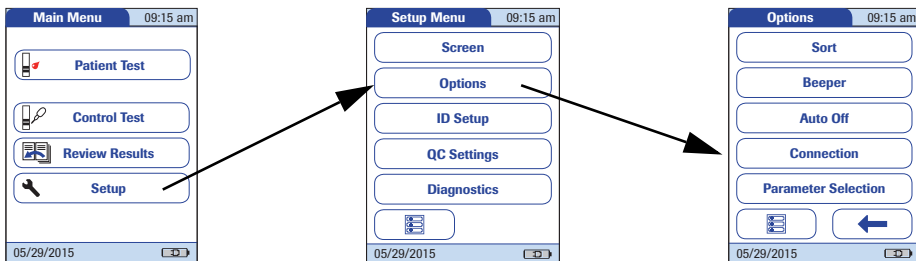 Main Menu 09:15 am
Patient Test
Control Test
Review Results
Setup
05/29/2015
Setup Menu 09:15 am
Screen
Options
ID Setup
QC Settings
Diagnostics
05/29/2015
Options 09:15 am
Sort
Beeper
Auto Off
Connection
Parameter Selection
05/29/2015